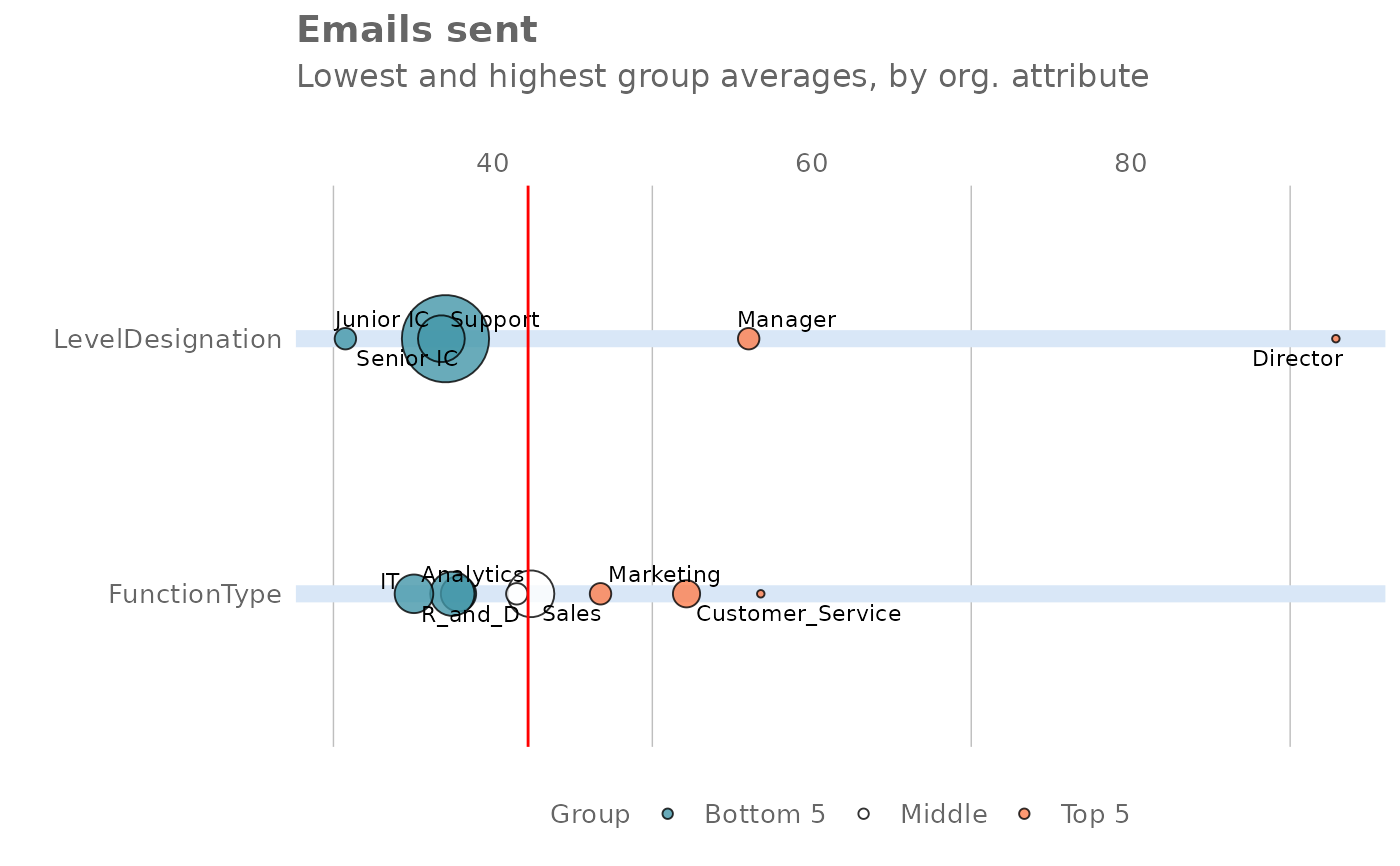 Emails sent
Lowest and highest group averages, by org. attribute
40 60 80
Junior IC Support Manager
LevelDesignation
Senior IC Director
IT Analytics Marketing
FunctionType
R_and_D Sales Customer_Service
Group Bottom 5 Middle Top 5